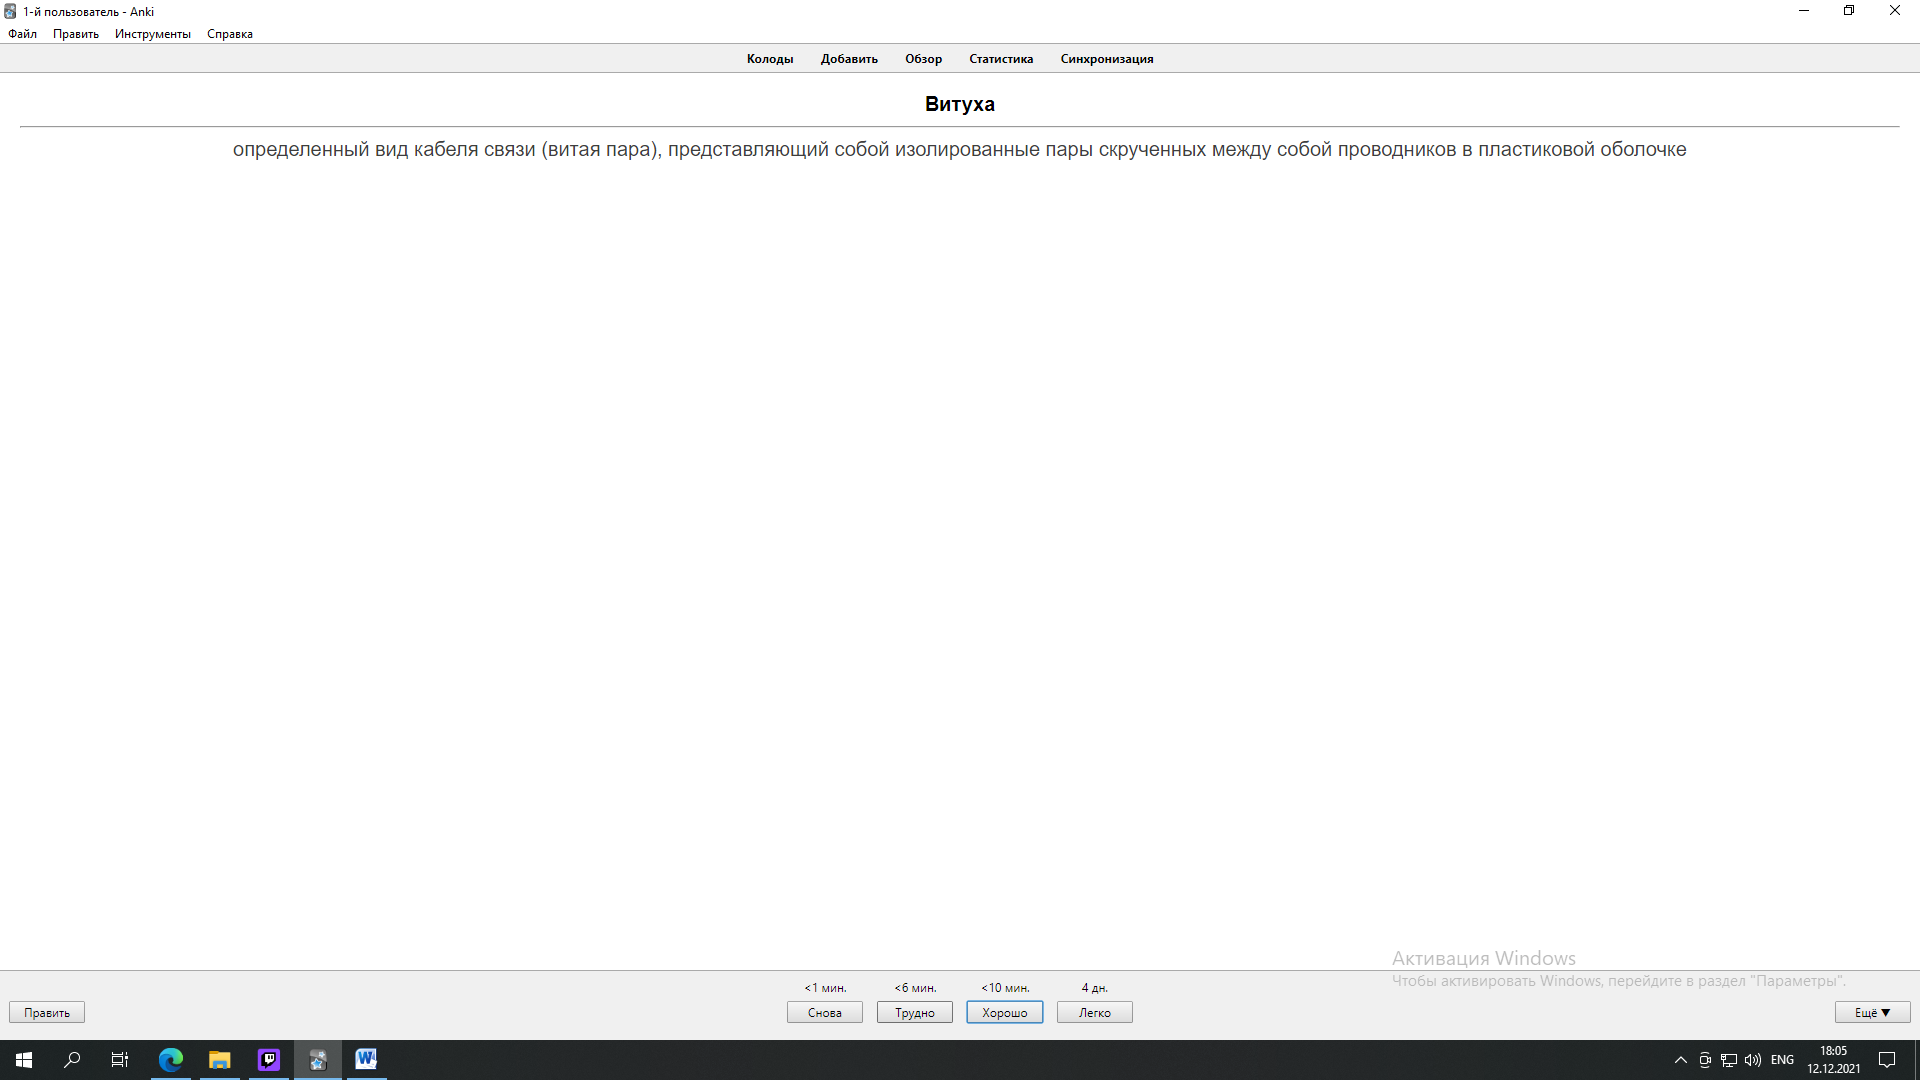 1-й пользователь - Anki
Файл Править Инструменты Справка
Колоды Добавить Обзор Статистика Синхронизация
Витуха
определенный вид кабеля связи (витая пара), представляющий собой изолированные пары скрученных между собой проводников в пластиковой оболочке
Активация Windows
Чтобы активировать Windows, перейдите в раздел "Параметры".
<1 мин. <6 мин. <10 мин. 4 дн.
Править Снова Трудно Хорошо Легко Ещё ▼
ENG
18:05
12.12.2021